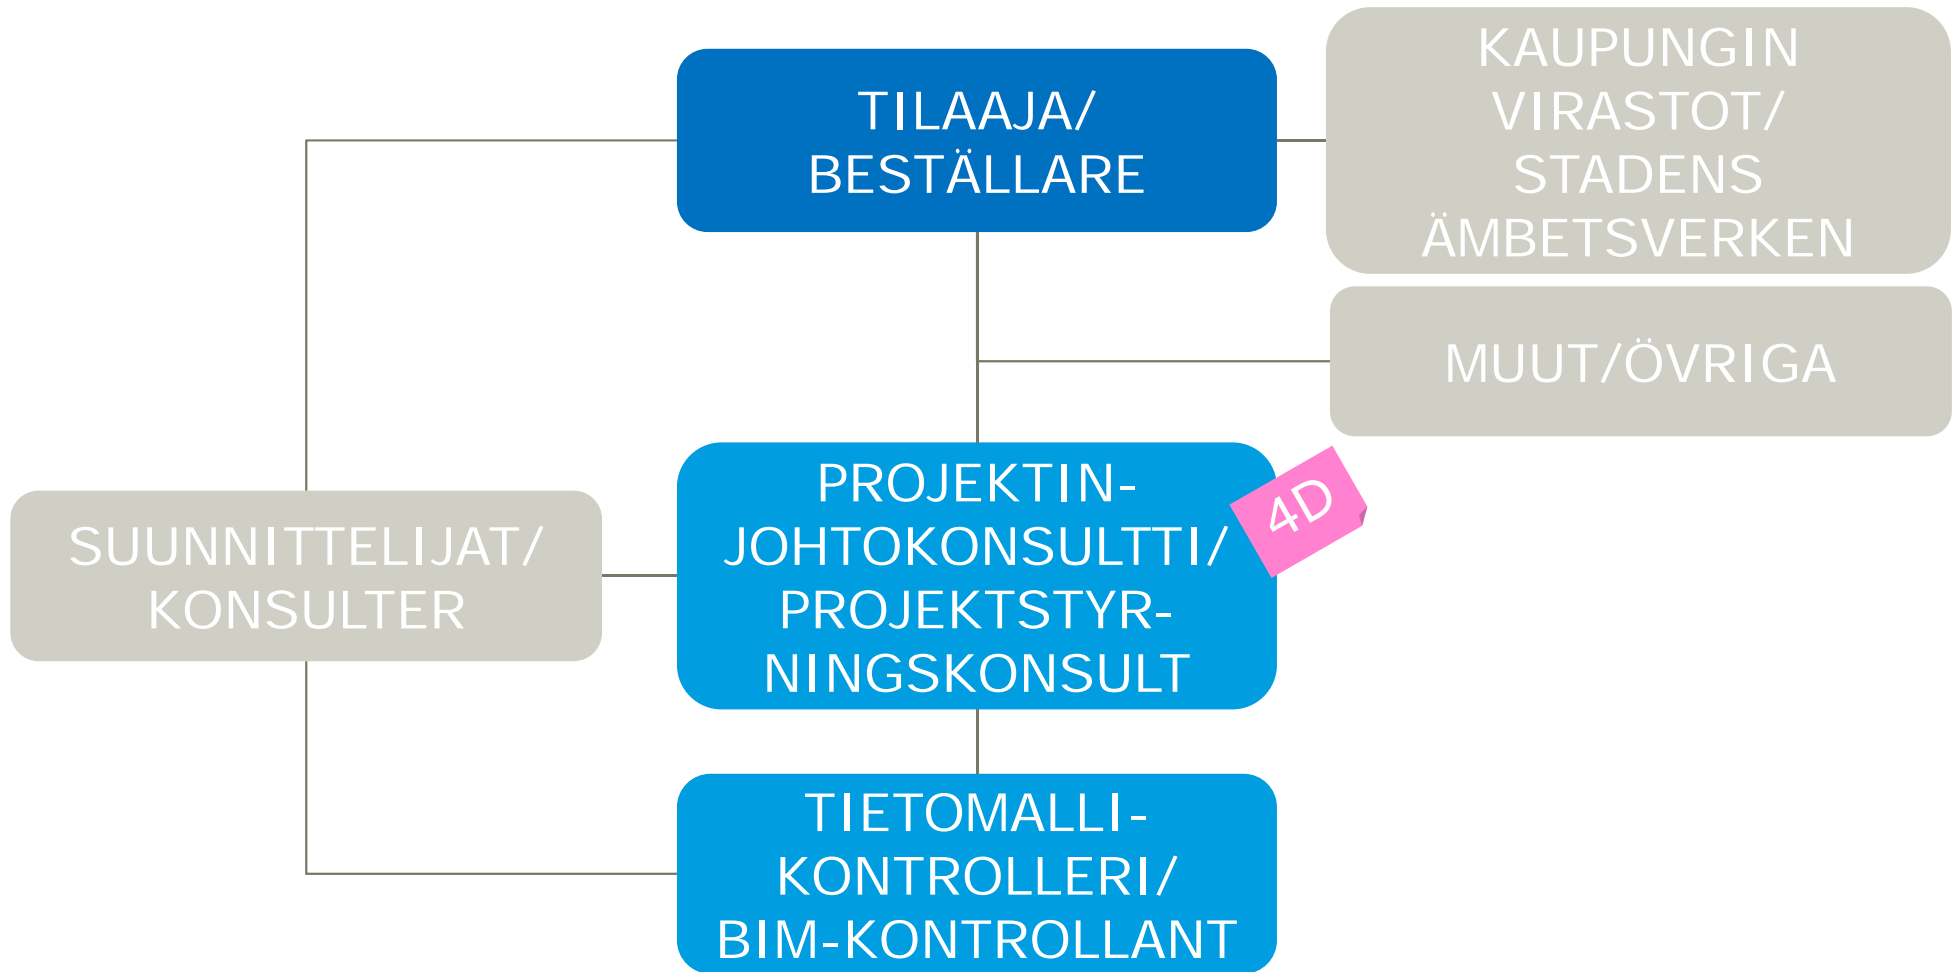 TILAAJA/
BESTÄLLARE
KAUPUNGIN
VIRASTOT/
STADENS
ÄMBETSVERKEN
MUUT/ÖVRIGA
SUUNNITTELIJAT/
KONSULTER
PROJEKTIN-
JOHTOKONSULTTI/
PROJEKTSTYR-
NINGSKONSULT
4D
TIETOMALLI-
KONTROLLERI/
BIM-KONTROLLANT